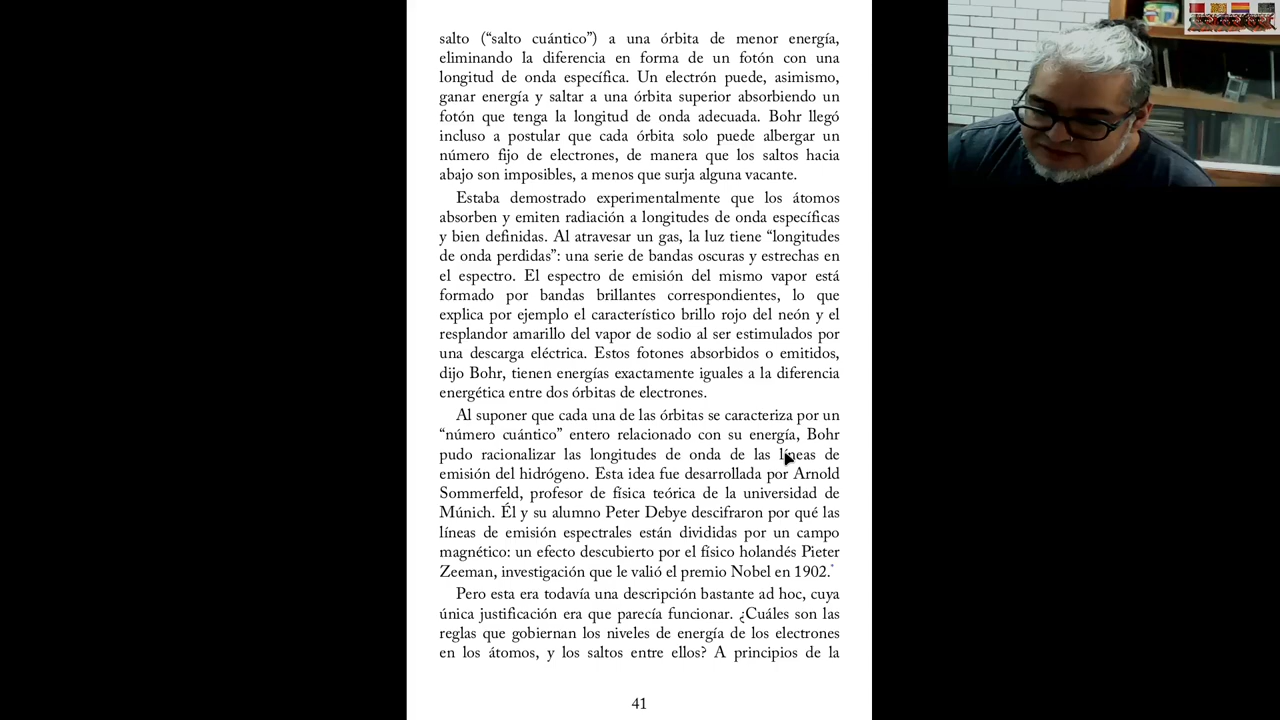 salto (“salto cuántico”) a una órbita de menor energía,
eliminando la diferencia en forma de un fotón con una
longitud de onda específica. Un electrón puede, asimismo,
ganar energía y saltar a una órbita superior absorbiendo un
fotón que tenga la longitud de onda adecuada. Bohr llegó
incluso a postular que cada órbita solo puede albergar un
número fijo de electrones, de manera que los saltos hacia
abajo son imposibles, a menos que surja alguna vacante.
Estaba demostrado experimentalmente que los átomos
absorben y emiten radiación a longitudes de onda específicas
y bien definidas. Al atravesar un gas, la luz tiene “longitudes
de onda perdidas”: una serie de bandas oscuras y estrechas en
el espectro. El espectro de emisión del mismo vapor está
formado por bandas brillantes correspondientes, lo que
explica por ejemplo el característico brillo rojo del neón y el
resplandor amarillo del vapor de sodio al ser estimulados por
una descarga eléctrica. Estos fotones absorbidos o emitidos,
dijo Bohr, tienen energías exactamente iguales a la diferencia
energética entre dos órbitas de electrones.
Al suponer que cada una de las órbitas se caracteriza por un
“número cuántico” entero relacionado con su energía, Bohr
pudo racionalizar las longitudes de onda de las líneas de
emisión del hidrógeno. Esta idea fue desarrollada por Arnold
Sommerfeld, profesor de física teórica de la universidad de
Múnich. Él y su alumno Peter Debye descifraron por qué las
líneas de emisión espectrales están divididas por un campo
magnético: un efecto descubierto por el físico holandés Pieter
Zeeman, investigación que le valió el premio Nobel en 1902.*
Pero esta era todavía una descripción bastante ad hoc, cuya
única justificación era que parecía funcionar. ¿Cuáles son las
reglas que gobiernan los niveles de energía de los electrones
en los átomos, y los saltos entre ellos? A principios de la
41